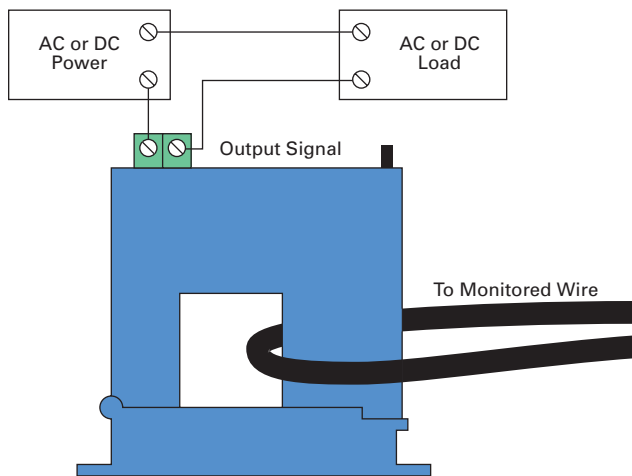 AC or DC
Power
AC or DC
Load
Output Signal
To Monitored Wire